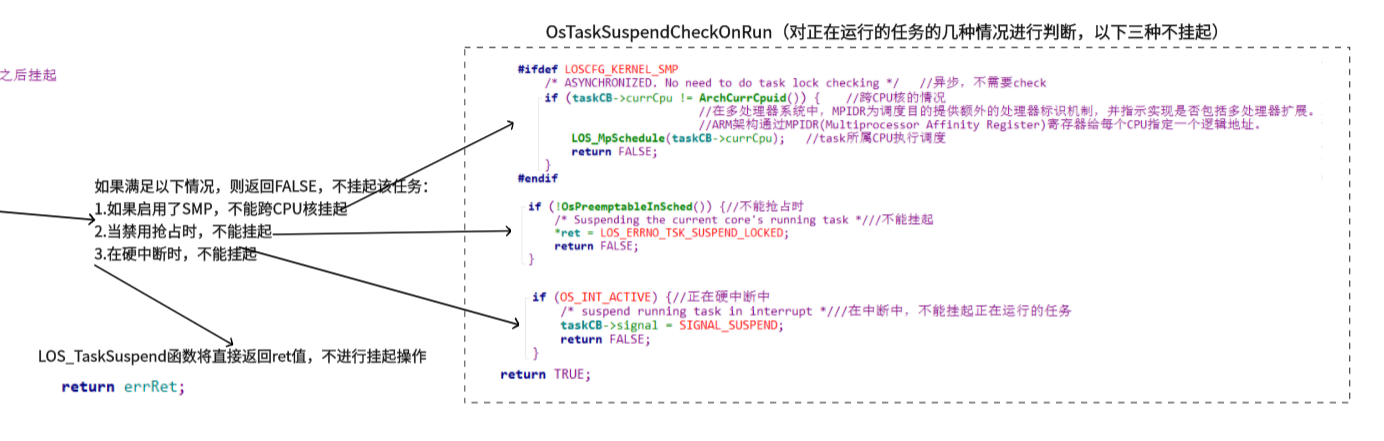 OsTaskSuspendCheckOnRun（对正在运行的任务的几种情况进行判断，以下三种不挂起）
之后挂起
#ifdef LOSCFG_KERNEL_SMP
/* ASYNCHRONIZED. No need to do task lock checking */ //异步，不需要check
if (taskCB->currCpu != ArchCurrCpuid()) { //跨CPU核的情况
//在多处理器系统中，MPIDR为调度目的提供额外的处理器标识机制，并指示实现是否包括多处理器扩展。
//ARM架构通过MPIDR(Multiprocessor Affinity Register)寄存器给每个CPU指定一个逻辑地址。
LOS_MpSchedule(taskCB->currCpu); //task所属CPU执行调度
return FALSE;
}
#endif
如果满足以下情况，则返回FALSE，不挂起该任务：
1.如果启用了SMP，不能跨CPU核挂起
2.当禁用抢占时，不能挂起
3.在硬中断时，不能挂起
if (!OsPreemptableInSched()) {//不能抢占时
/* Suspending the current core's running task *///不能挂起
*ret = LOS_ERRNO_TSK_SUSPEND_LOCKED;
return FALSE;
}
if (OS_INT_ACTIVE) {//正在硬中断中
/* suspend running task in interrupt *///在中断中，不能挂起正在运行的任务
taskCB->signal = SIGNAL_SUSPEND;
return FALSE;
}
return TRUE;
LOS_TaskSuspend函数将直接返回ret值，不进行挂起操作
return errRet;